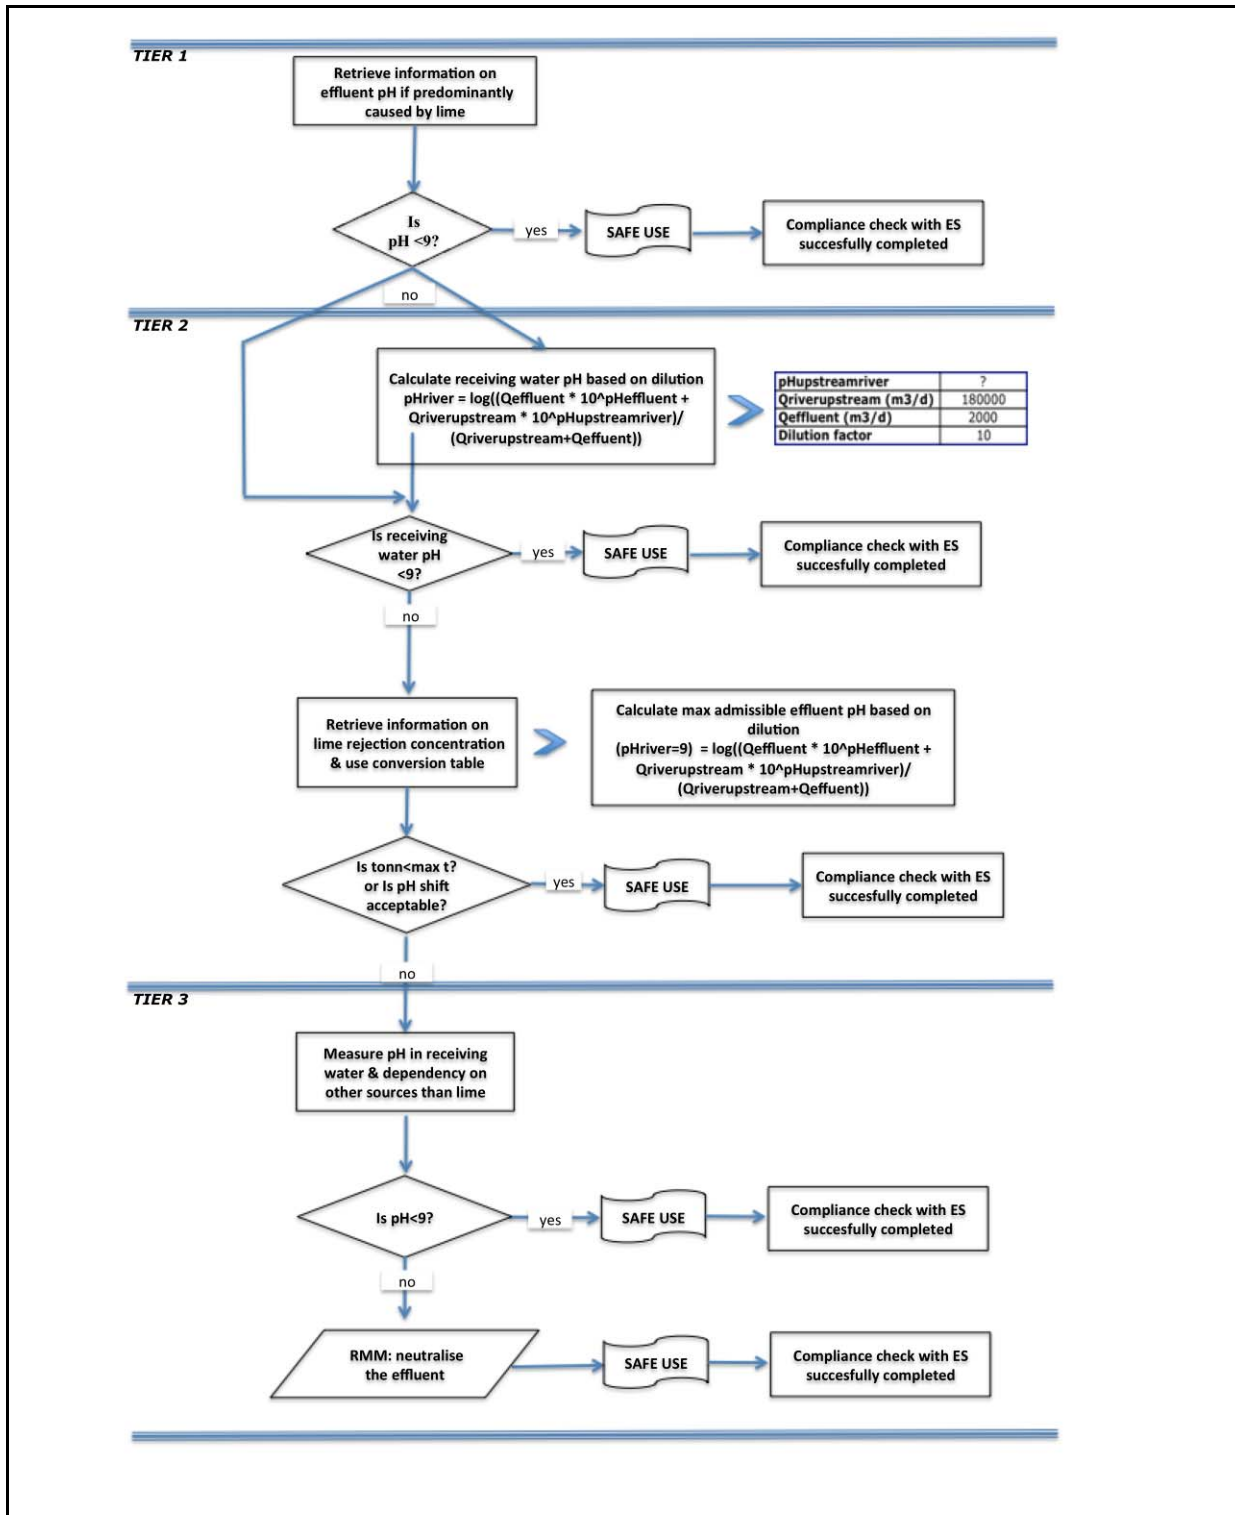 TIER 1
Retrieve information on
effluent pH if predominantly
caused by lime
Is
pH <9?
yes
SAFE USE
Compliance check with ES
succesfully completed
no
TIER 2
Calculate receiving water pH based on dilution
pHriver = log((Qeffluent * 10^pHeffluent +
Qriverupstream * 10^pHupstreamriver)/
(Qriverupstream+Qeffuent))
pHupstreamriver ?
Qriverupstream (m3/d) 180000
Qeffluent (m3/d) 2000
Dilution factor 10
Is receiving
water pH
<9?
yes
SAFE USE
Compliance check with ES
succesfully completed
no
Retrieve information on
lime rejection concentration
& use conversion table
Calculate max admissible effluent pH based on
dilution
(pHriver=9) = log((Qeffluent * 10^pHeffluent +
Qriverupstream * 10^pHupstreamriver)/
(Qriverupstream+Qeffuent))
Is tonn<max t?
or Is pH shift
acceptable?
yes
SAFE USE
Compliance check with ES
succesfully completed
no
TIER 3
Measure pH in receiving
water & dependency on
other sources than lime
Is pH<9?
yes
SAFE USE
Compliance check with ES
succesfully completed
no
RMM: neutralise
the effluent
SAFE USE
Compliance check with ES
succesfully completed